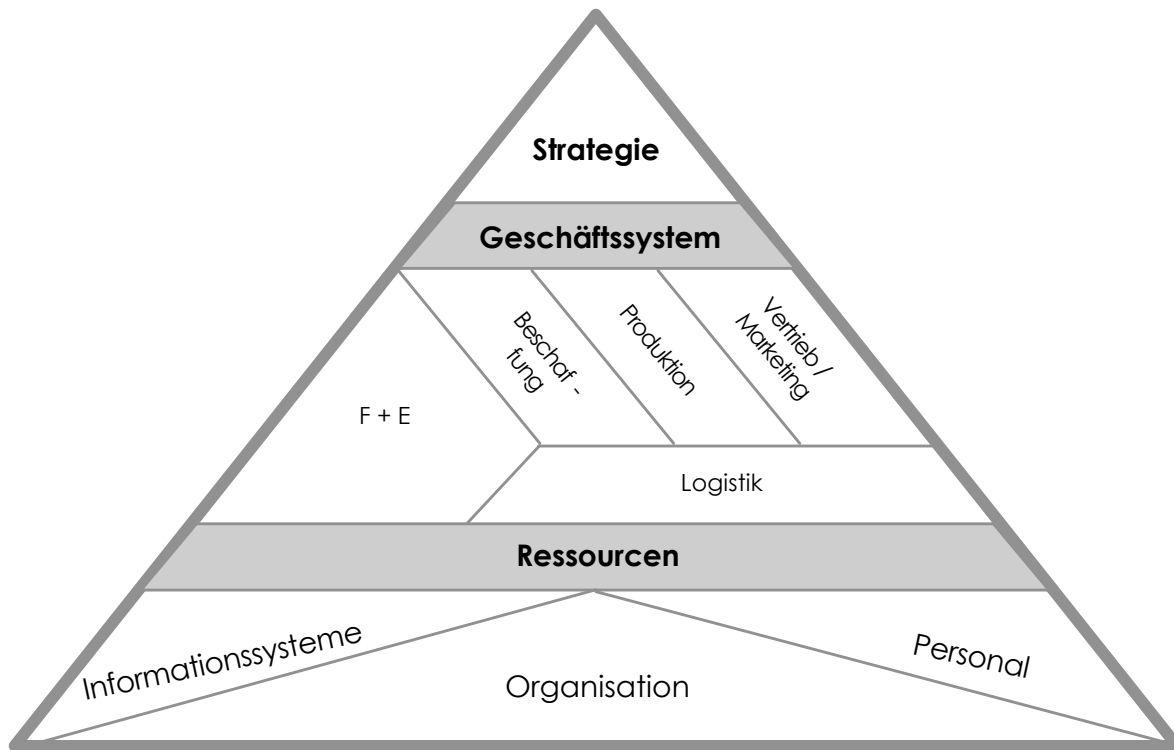 Strategie
Geschäftssystem
Beschaf -
fung
Produktion
Vertrieb /
Marketing
F + E
Logistik
Ressourcen
Informationssysteme
Organisation
Personal